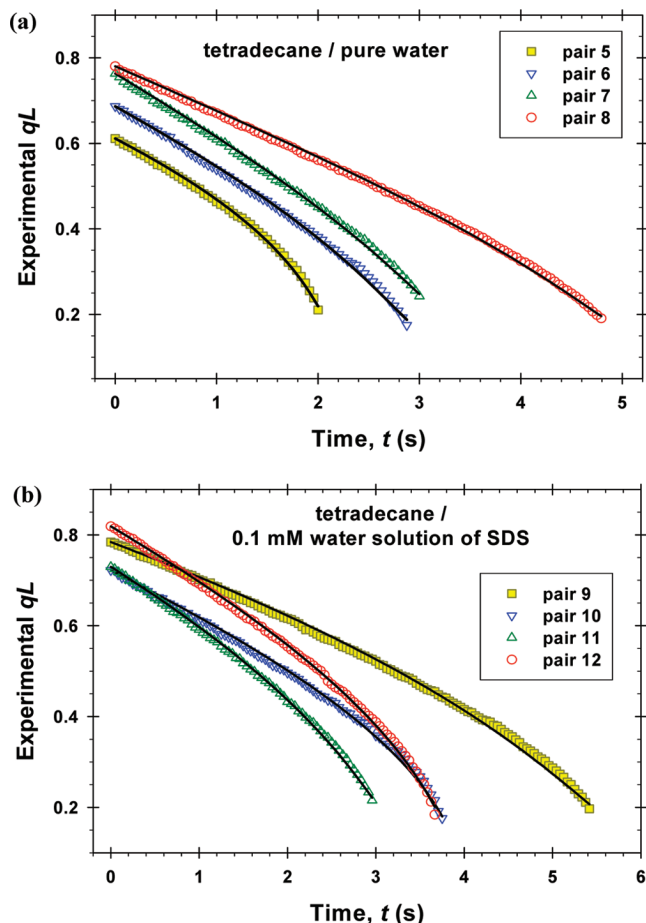 (a)
tetradecane / pure water
pair 5
pair 6
pair 7
pair 8
Experimental qL
0.8
0.6
0.4
0.2
0
1
2
3
4
5
Time, t (s)
(b)
tetradecane /
0.1 mM water solution of SDS
pair 9
pair 10
pair 11
pair 12
Experimental qL
0.8
0.6
0.4
0.2
0
1
2
3
4
5
6
Time, t (s)